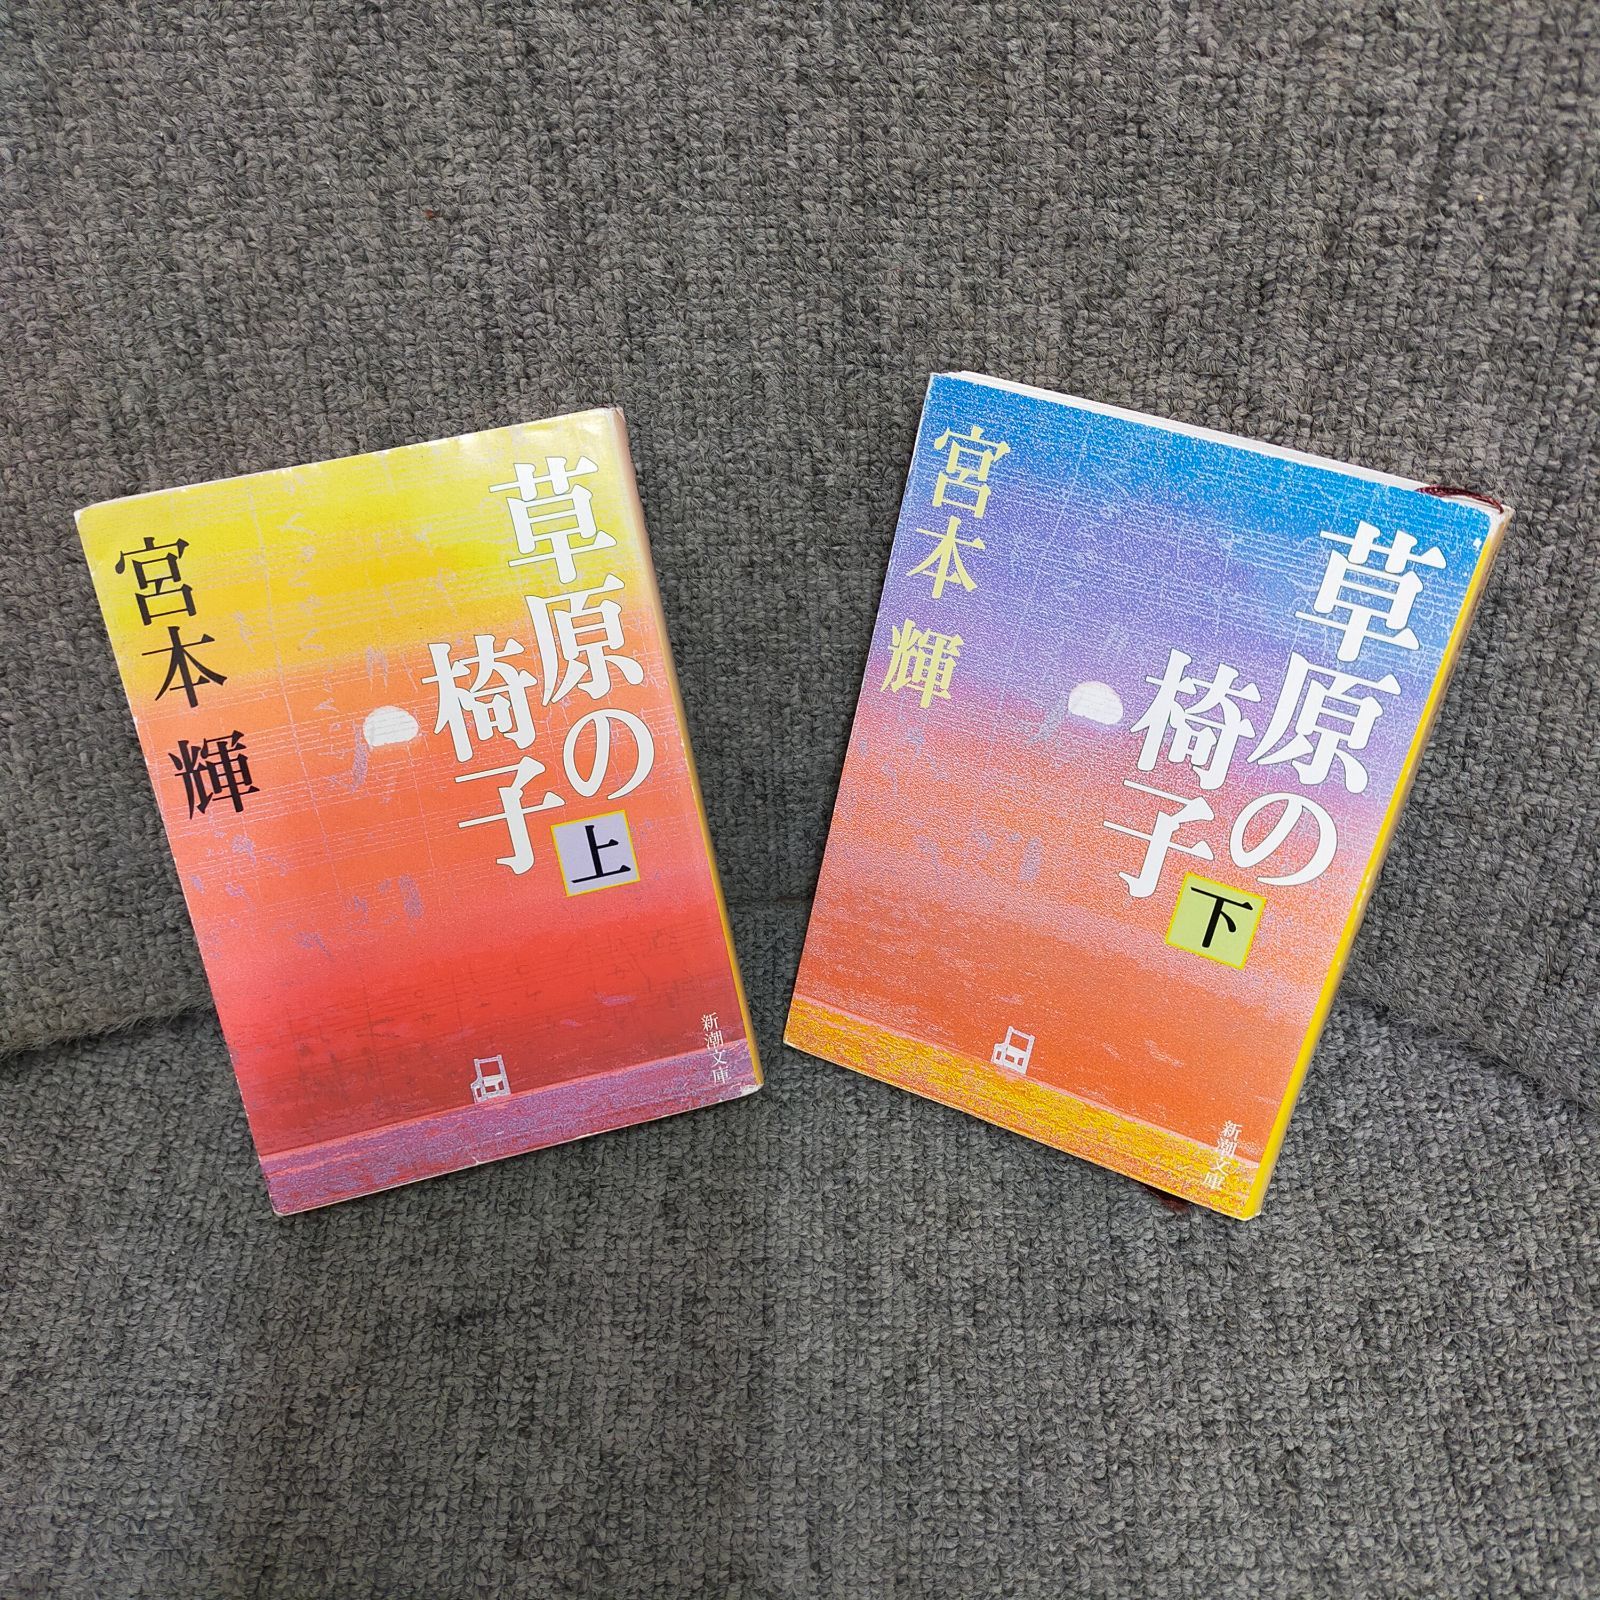 草原の
椅子
上
宮本 輝
新潮文庫
草原の
椅子
下
宮本 輝
新潮文庫